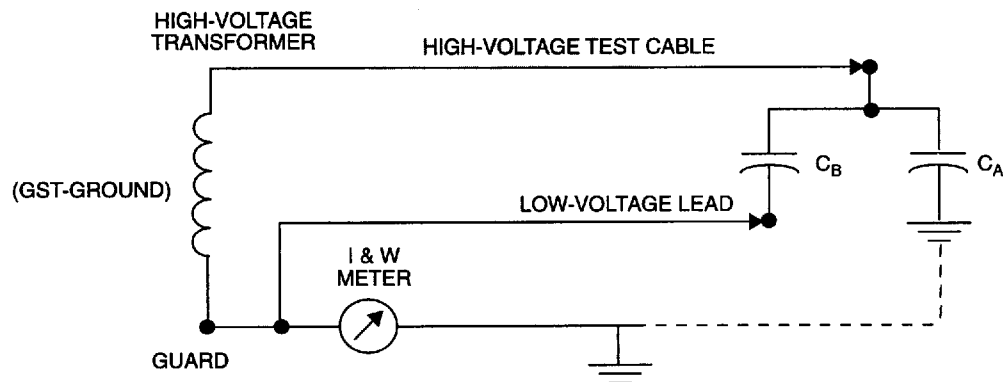 HIGH-VOLTAGE
TRANSFORMER
HIGH-VOLTAGE TEST CABLE
(GST-GROUND)
C_B
C_A
LOW-VOLTAGE LEAD
I & W
METER
GUARD